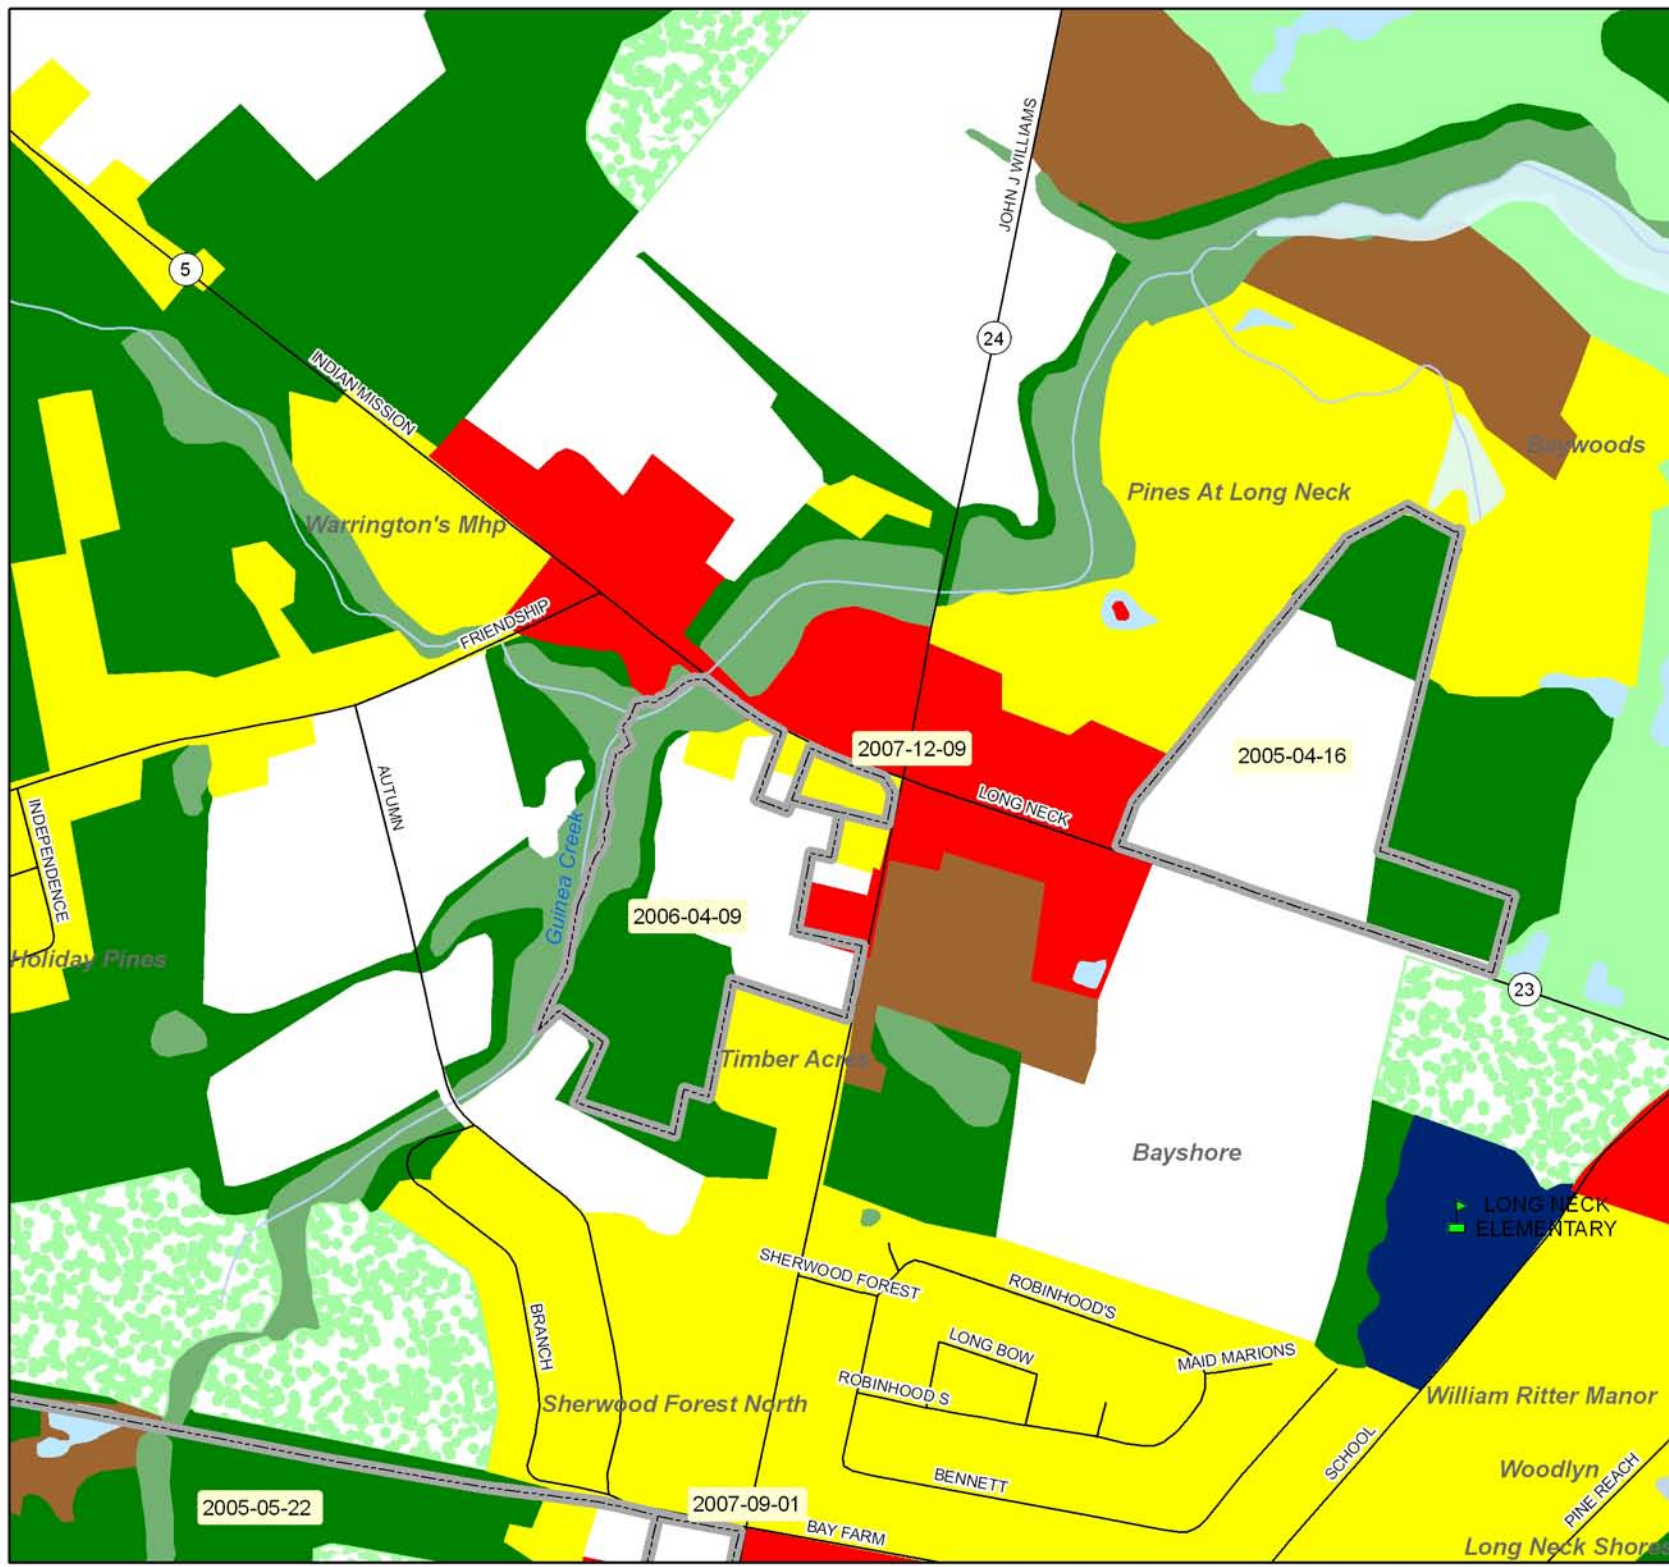 JOHN J WILLIAMS
5
24
INDIAN MISSION
Baywoods
Pines At Long Neck
Warrington's Mhp
FRIENDSHIP
2007-12-09
2005-04-16
AUTUMN
LONG NECK
INDEPENDENCE
Guinea Creek
2006-04-09
Holiday Pines
23
Timber Acres
Bayshore
LONG NECK
ELEMENTARY
SHERWOOD FOREST
ROBINHOOD'S
BRANCH
LONG BOW
MAID MARIONS
ROBINHOOD S
William Ritter Manor
Sherwood Forest North
SCHOOL
Woodlyn
BENNETT
PINE REACH
2005-05-22
2007-09-01
BAY FARM
Long Neck Shores